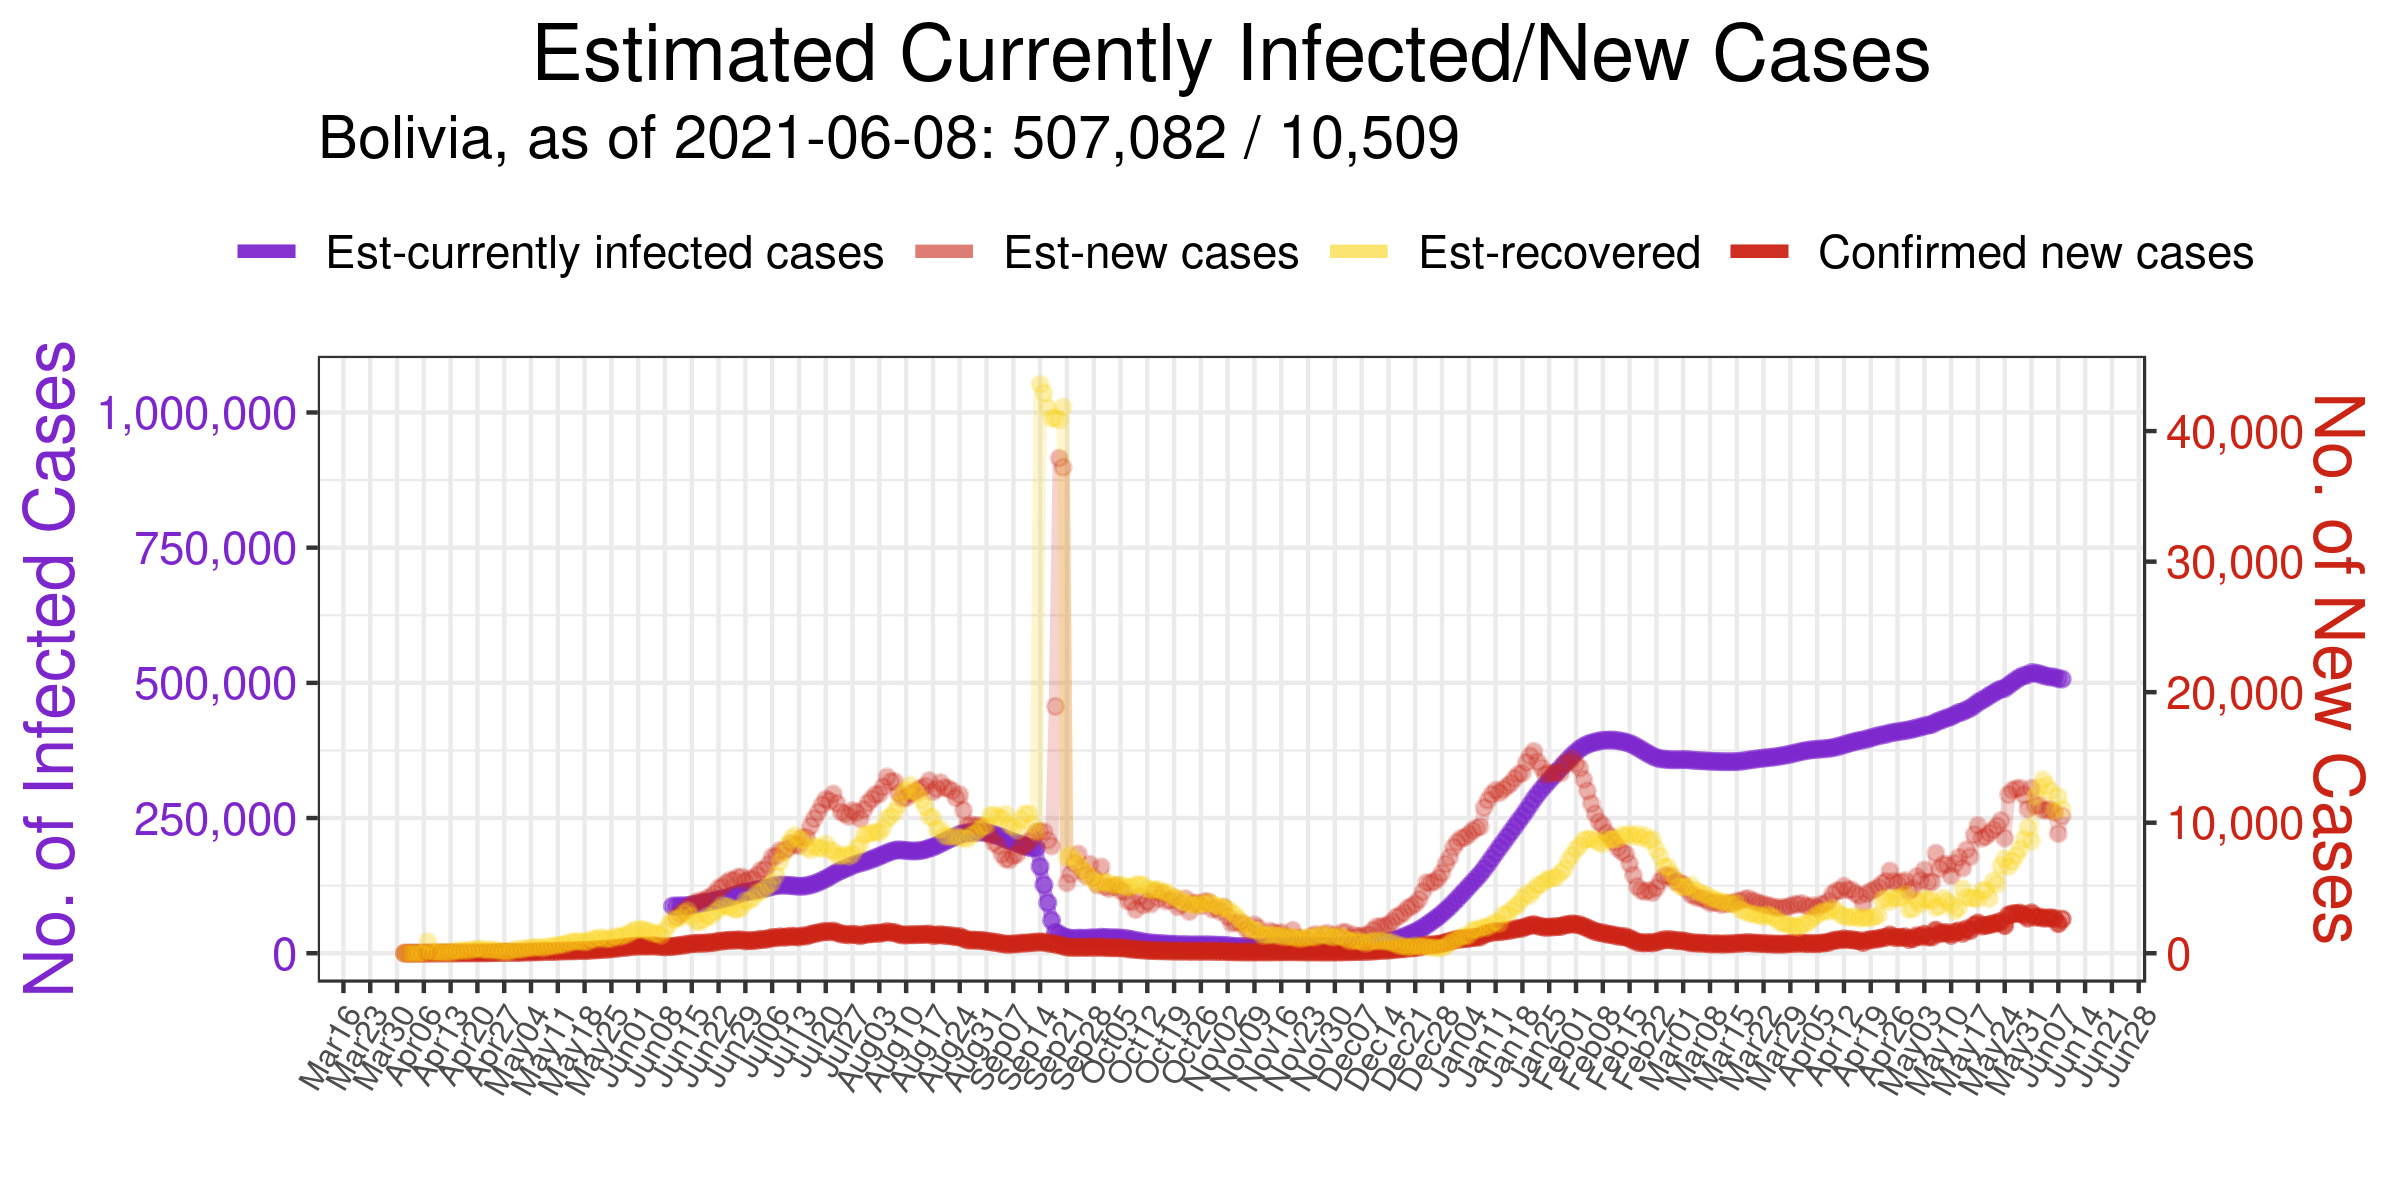 Estimated Currently Infected/New Cases
Bolivia, as of 2021-06-08: 507,082 / 10,509
Est-currently infected cases Est-new cases Est-recovered Confirmed new cases
No. of Infected Cases
1,000,000
750,000
500,000
250,000
0
40,000
30,000
20,000
10,000
0
No. of New Cases
Mar16 Mar23 Mar30 Apr06 Apr13 Apr20 Apr27 May04 May11 May18 May25 Jun01 Jun08 Jun15 Jun22 Jun29 Jul06 Jul13 Jul20 Jul27 Aug03 Aug10 Aug17 Aug24 Aug31 Sep07 Sep14 Sep21 Sep28 Oct05 Oct12 Oct19 Oct26 Nov02 Nov09 Nov16 Nov23 Nov30 Dec07 Dec14 Dec21 Dec28 Jan04 Jan11 Jan18 Jan25 Feb01 Feb08 Feb15 Feb22 Mar01 Mar08 Mar15 Mar22 Mar29 Apr05 Apr12 Apr19 Apr26 May03 May10 May17 May24 May31 Jun07 Jun14 Jun21 Jun28